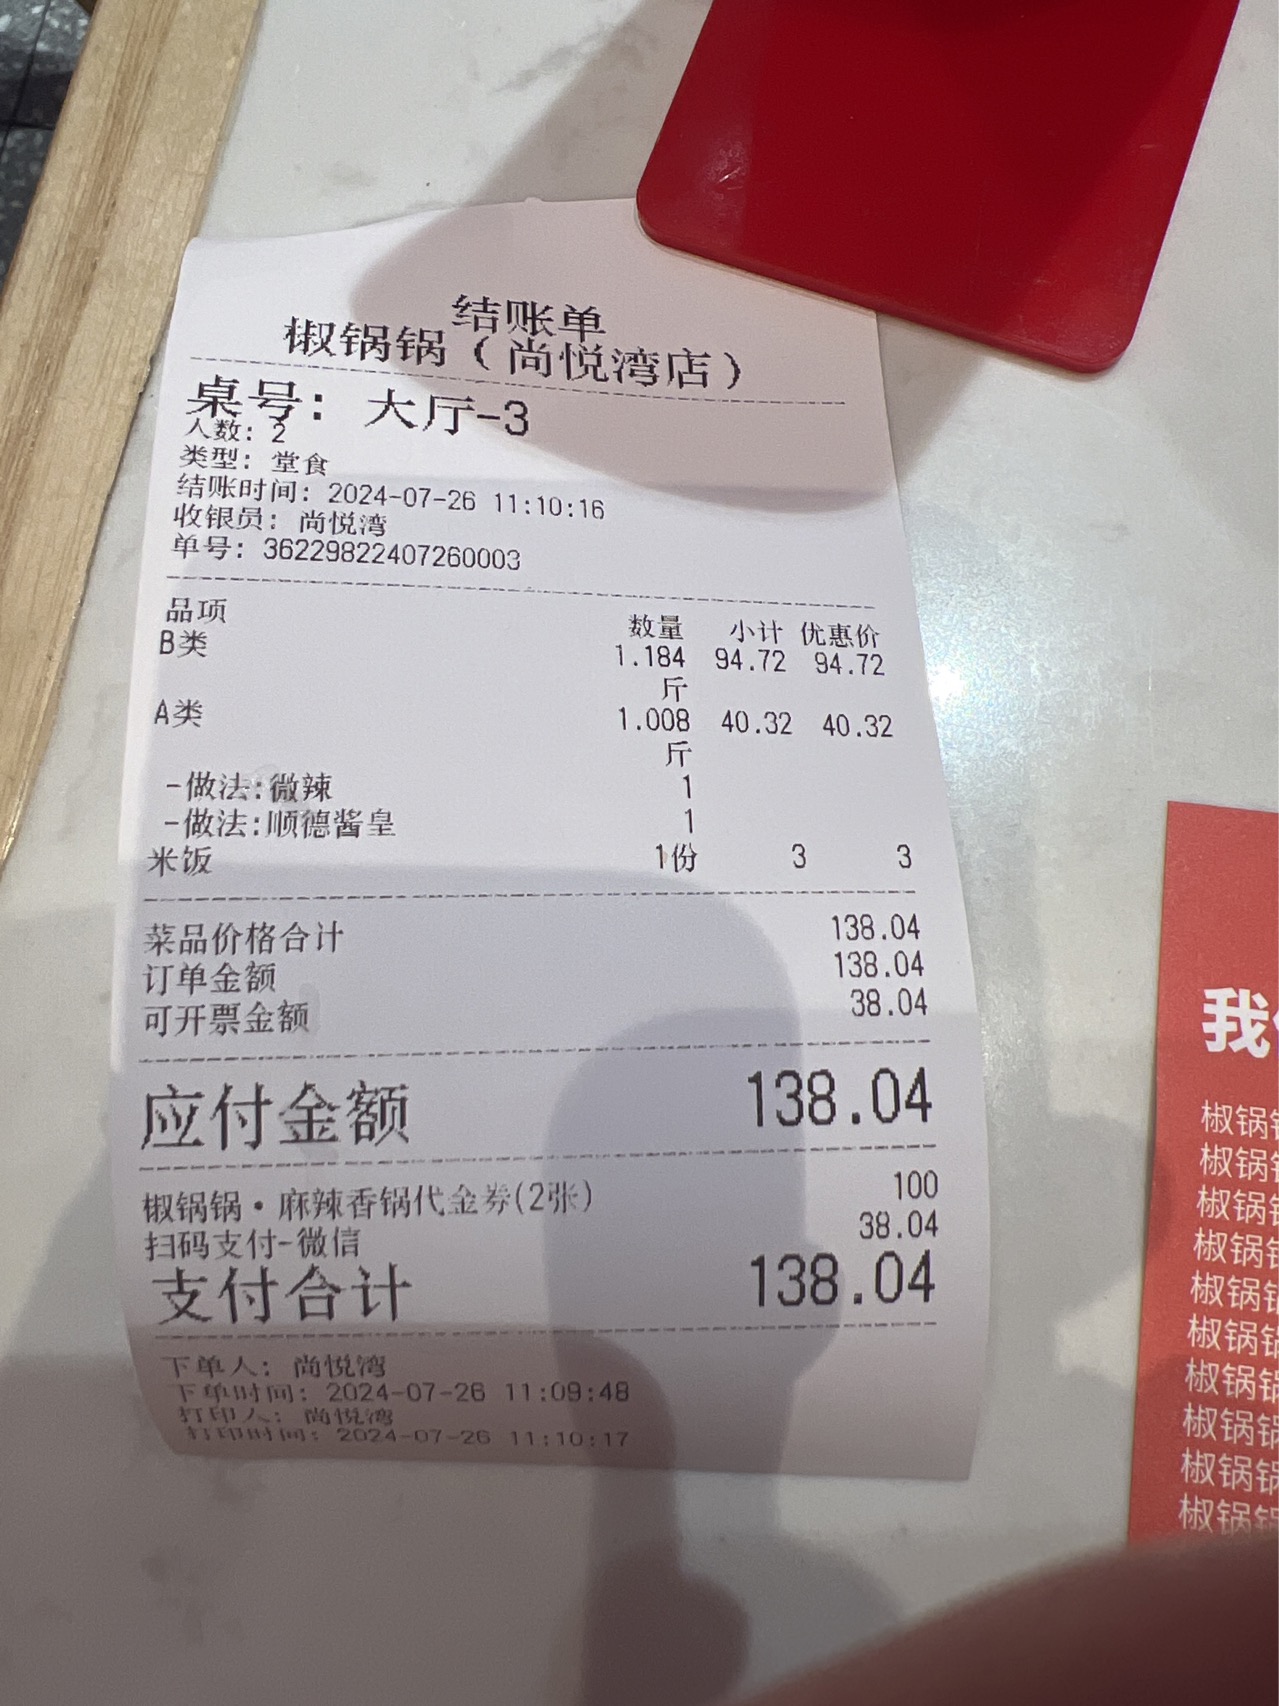 结账单
椒锅锅（尚悦湾店）
桌号: 大厅-3
人数: 2
类型: 堂食
结账时间: 2024-07-26 11:10:16
收银员: 尚悦湾
单号: 36229822407260003
品项 数量 小计 优惠价
B类 1.184 94.72 94.72
斤
A类 1.008 40.32 40.32
斤
-做法:微辣 1
-做法:顺德酱皇 1
米饭 1份 3 3
菜品价格合计 138.04
订单金额 138.04
可开票金额 38.04
应付金额 138.04
椒锅锅·麻辣香锅代金券(2张) 100
扫码支付-微信 38.04
支付合计 138.04
下单人: 尚悦湾
下单时间: 2024-07-26 11:09:48
打印人: 尚悦湾
打印时间: 2024-07-26 11:10:17
我
椒锅
椒锅
椒锅
椒锅
椒锅
椒锅
椒锅
椒锅
椒锅
椒锅